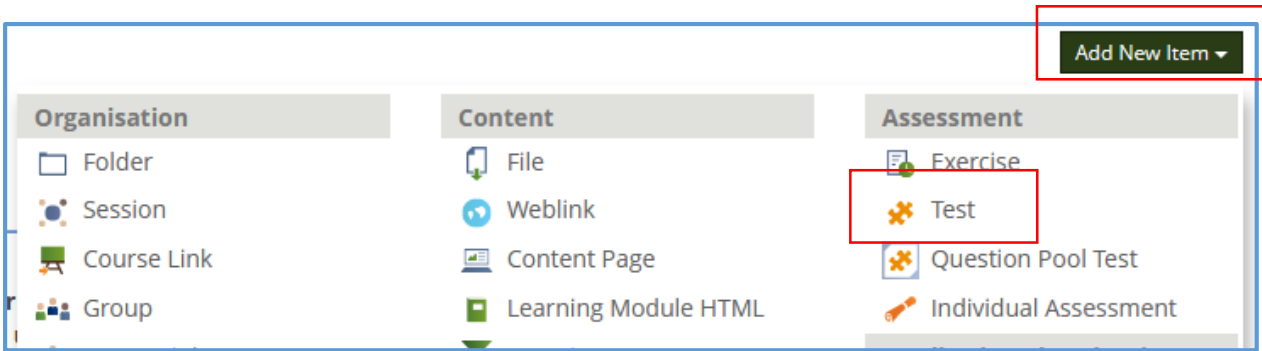 Add New Item
Organisation
Folder
Session
Course Link
Group
Content
File
Weblink
Content Page
Learning Module HTML
Assessment
Exercise
Test
Question Pool Test
Individual Assessment